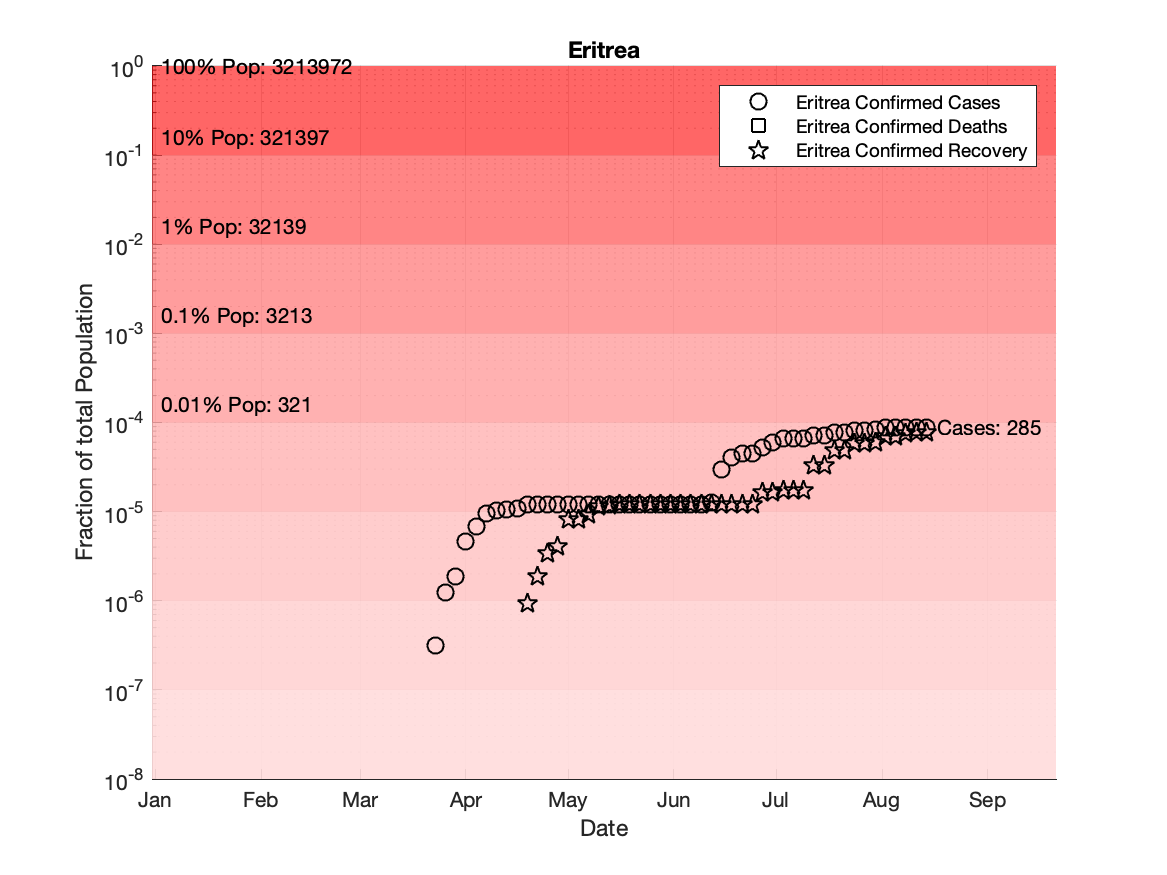 Eritrea
10^0
100% Pop: 3213972
Eritrea Confirmed Cases
Eritrea Confirmed Deaths
Eritrea Confirmed Recovery
10% Pop: 321397
10^-1
1% Pop: 32139
10^-2
0.1% Pop: 3213
10^-3
0.01% Pop: 321
10^-4
Cases: 285
10^-5
10^-6
10^-7
10^-8
Fraction of total Population
Jan Feb Mar Apr May Jun Jul Aug Sep
Date